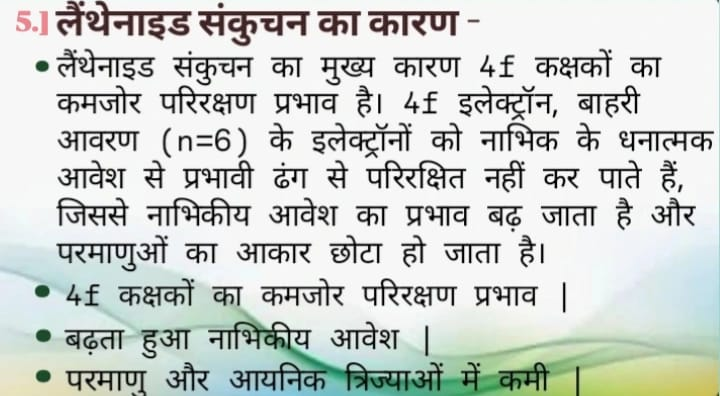 5.] लैंथेनाइड संकुचन का कारण -
• लैंथेनाइड संकुचन का मुख्य कारण 4f कक्षकों का
कमजोर परिरक्षण प्रभाव है। 4f इलेक्ट्रॉन, बाहरी
आवरण (n=6) के इलेक्ट्रॉनों को नाभिक के धनात्मक
आवेश से प्रभावी ढंग से परिरक्षित नहीं कर पाते हैं,
जिससे नाभिकीय आवेश का प्रभाव बढ़ जाता है और
परमाणुओं का आकार छोटा हो जाता है।
• 4f कक्षकों का कमजोर परिरक्षण प्रभाव |
• बढ़ता हुआ नाभिकीय आवेश |
• परमाणु और आयनिक त्रिज्याओं में कमी |